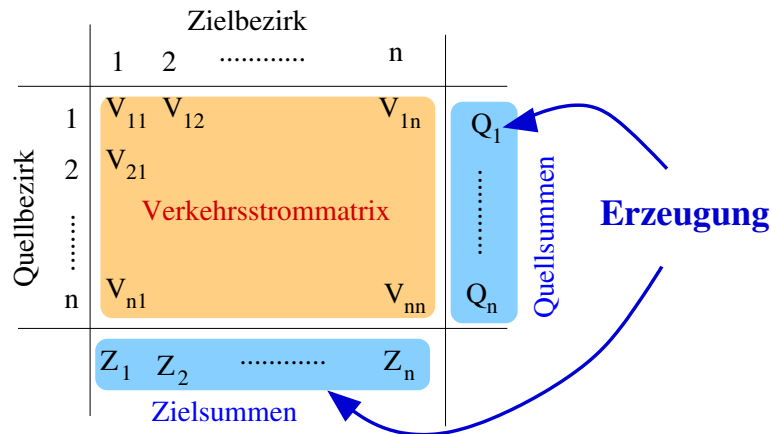 Zielbezirk
1 2 ............ n
Quellbezirk
1 V11 V12 V1n Q1
2 V21
........
Verkehrsstrommatrix
..........
Quellsummen
Erzeugung
n Vn1 Vnn Qn
Z1 Z2 ............ Zn
Zielsummen